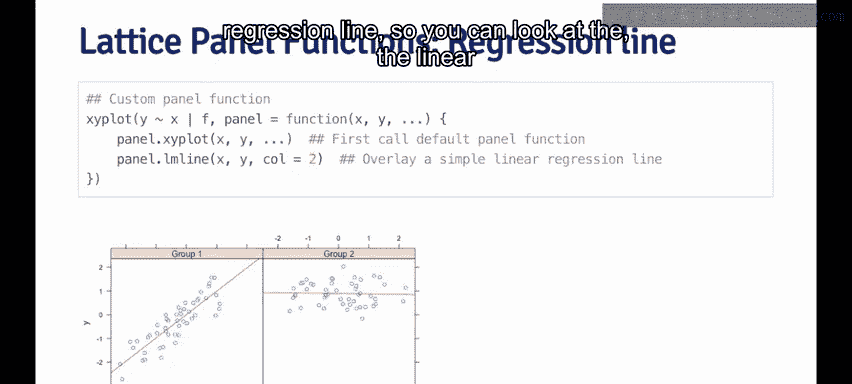 regression line, so you can look at the,
the linear
Lattice Panel Functions: Regression line
.com
## Custom panel function
xyplot(y ~ x | f, panel = function(x, y, ...) {
panel.xyplot(x, y, ...) ## First call default panel function
panel.lmline(x, y, col = 2) ## Overlay a simple linear regression line
})
-2 -1 0 1 2
Group 1 Group 2
2
1
0
-1
-2
y